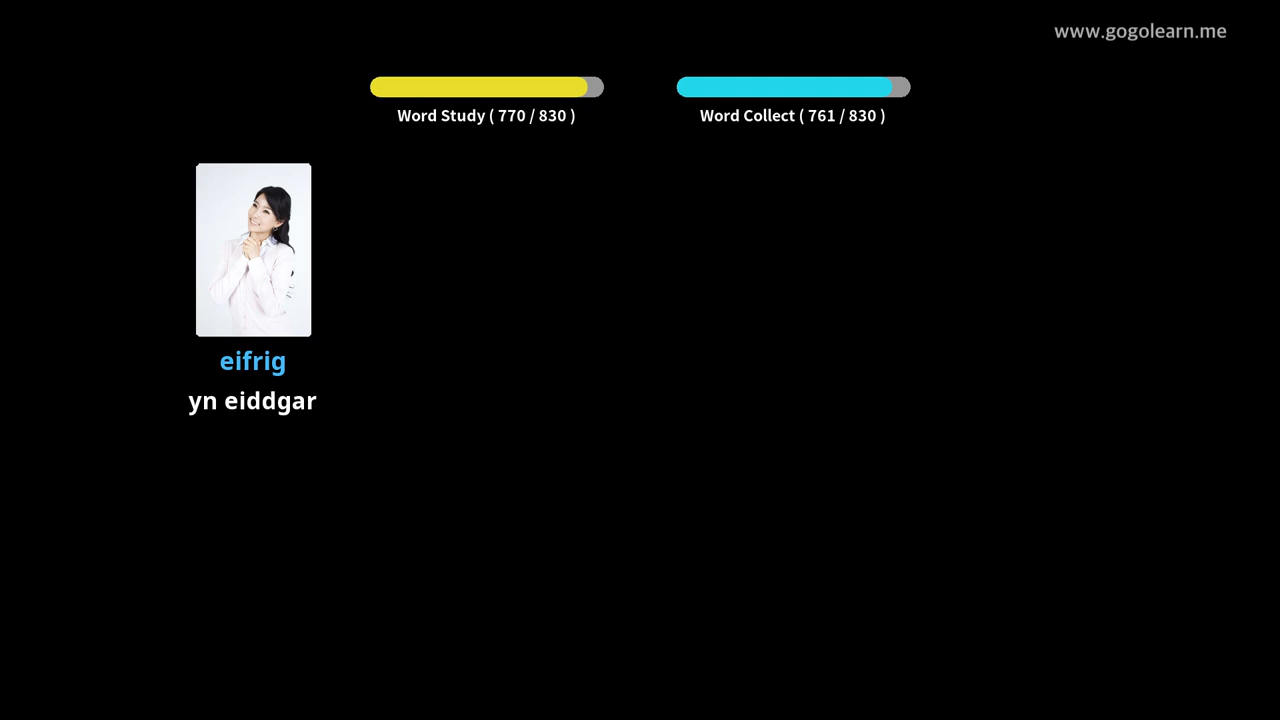 www.gogolearn.me
Word Study ( 770 / 830 )
Word Collect ( 761 / 830 )
eifrig
yn eiddgar